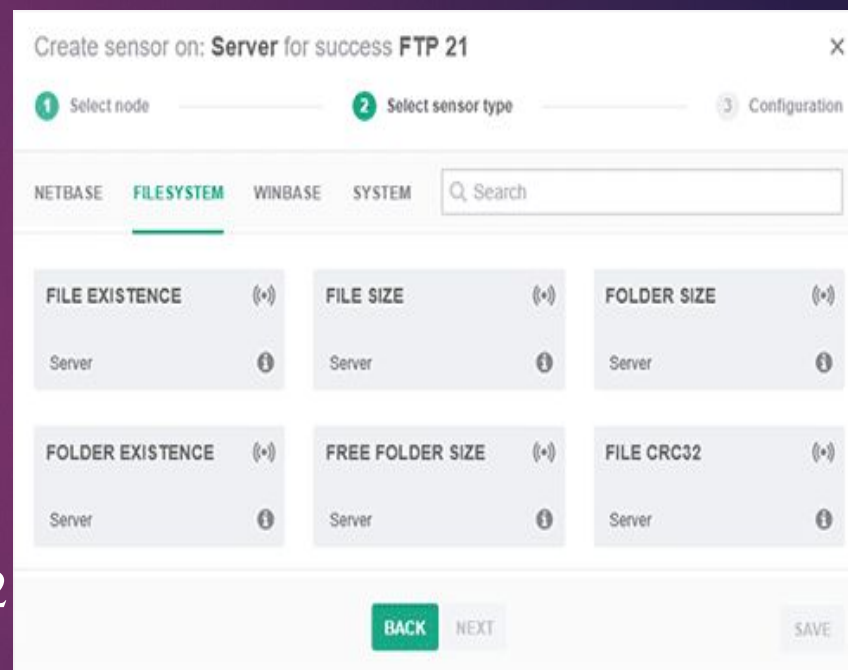 Create sensor on: Server for success FTP 21
×
1 Select node 2 Select sensor type 3 Configuration
NETBASE FILESYSTEM WINBASE SYSTEM Search
FILE EXISTENCE FILE SIZE FOLDER SIZE
Server Server Server
FOLDER EXISTENCE FREE FOLDER SIZE FILE CRC32
Server Server Server
2
BACK NEXT SAVE